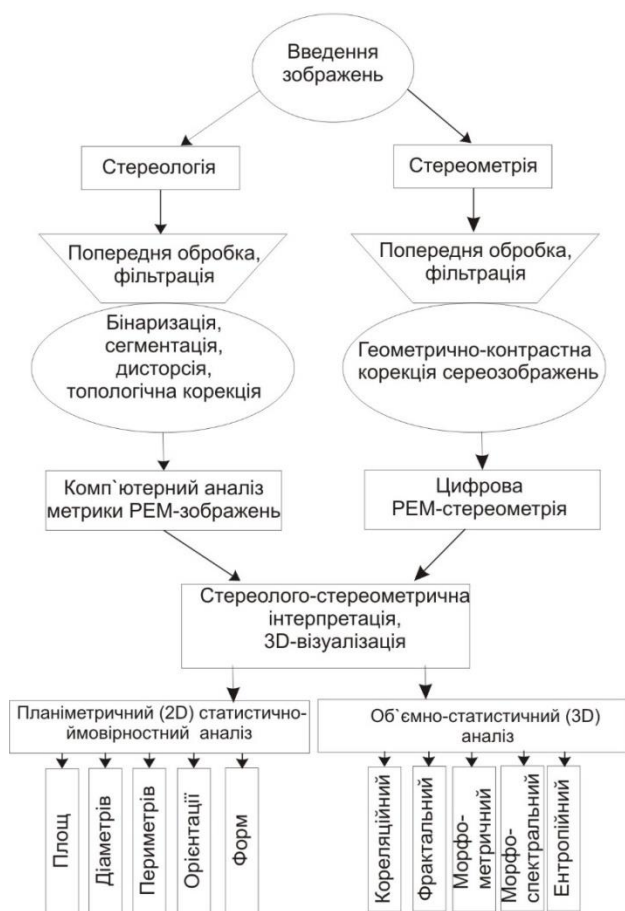 Введення
зображень
Стереологія
Стереометрія
Попередня обробка,
фільтрація
Попередня обробка,
фільтрація
Бінаризація,
сегментація,
дисторсія,
топологічна корекція
Геометрично-контрастна
корекція сереозображень
Комп`ютерний аналіз
метрики РЕМ-зображень
Цифрова
РЕМ-стереометрія
Стереолого-стереометрична
інтерпретація,
3D-візуалізація
Планіметричний (2D) статистично-
ймовірностний аналіз
Об`ємно-статистичний (3D)
аналіз
Площ
Діаметрів
Периметрів
Орієнтації
Форм
Кореляційний
Фрактальний
Морфо-
метричний
Морфо-
спектральний
Ентропійний